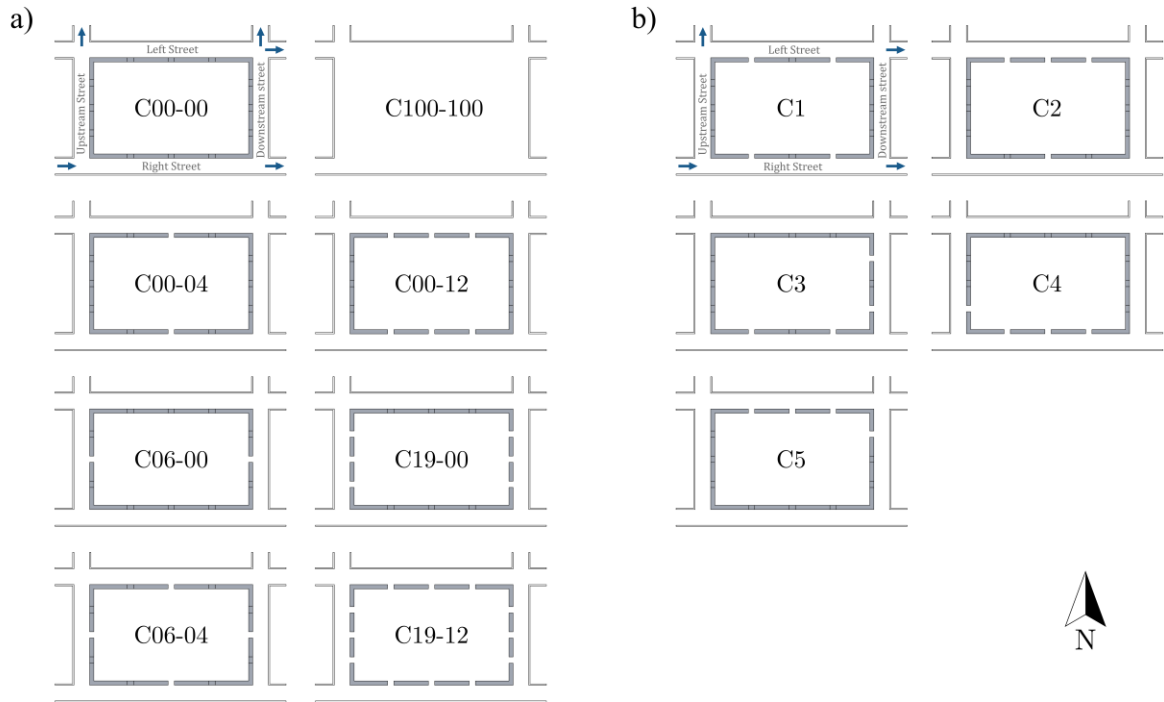 a)
b)
Left Street
Upstream Street
C00-00
Downstream street
Right Street
C100-100
Left Street
Upstream Street
C1
Downstream street
Right Street
C2
C00-04
C00-12
C3
C4
C06-00
C19-00
C5
C06-04
C19-12
N